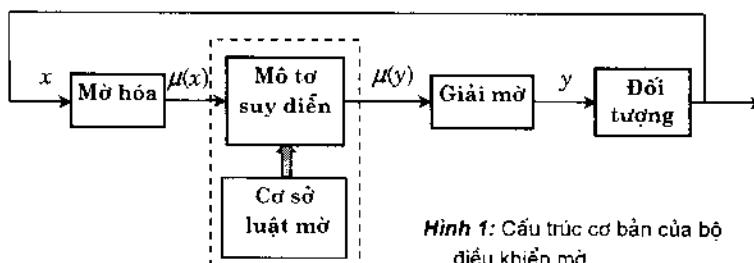 x
Mờ hóa
μ(x)
Mô tơ
suy diễn
μ(y)
Giải mờ
y
Đối
tượng
Cơ sở
luật mờ
Hình 1: Cấu trúc cơ bản của bộ
điều khiển mờ